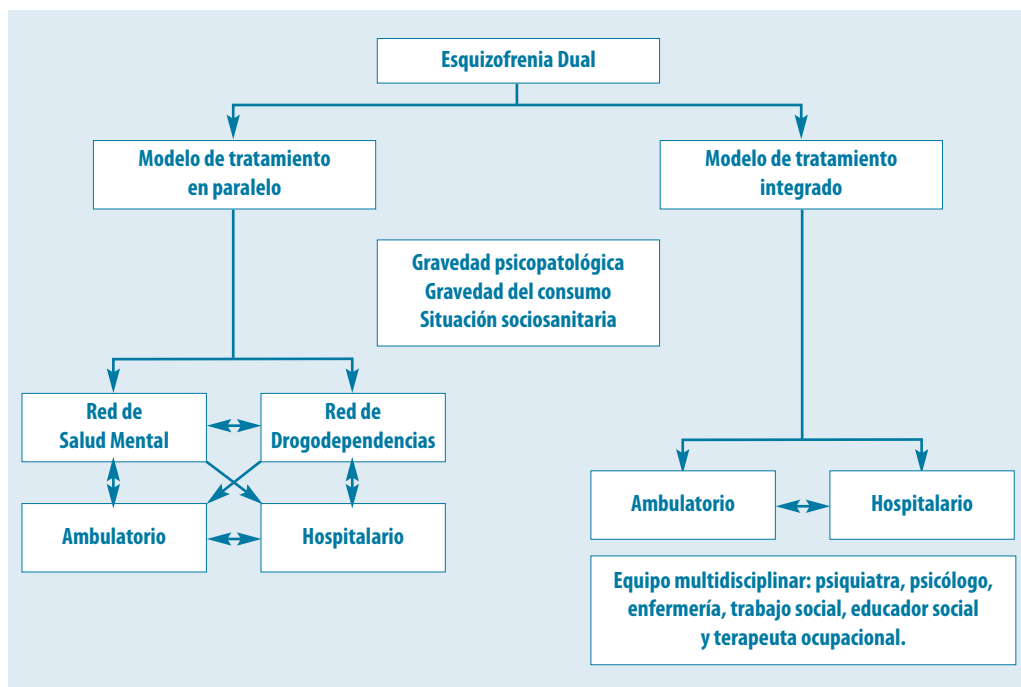 Esquizofrenia Dual
Modelo de tratamiento
en paralelo
Modelo de tratamiento
integrado
Gravedad psicopatológica
Gravedad del consumo
Situación sociosanitaria
Red de
Salud Mental
Red de
Drogodependencias
Ambulatorio
Hospitalario
Ambulatorio
Hospitalario
Equipo multidisciplinar: psiquiatra, psicólogo,
enfermería, trabajo social, educador social
y terapeuta ocupacional.